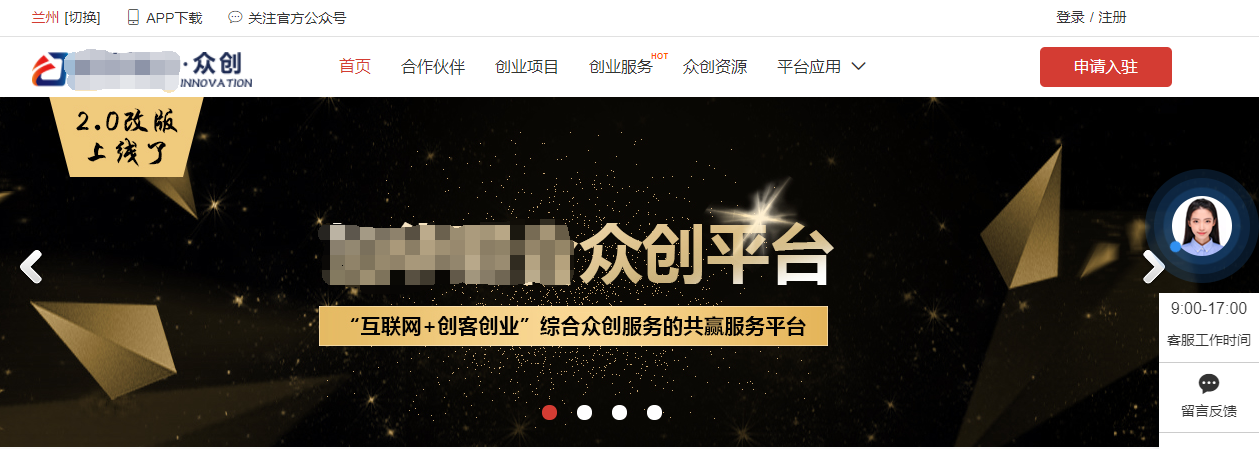 兰州 [切换] APP下载 关注官方公众号 登录 / 注册
·众创
INNOVATION
首页 合作伙伴 创业项目 创业服务 HOT 众创资源 平台应用 申请入驻
2.0改版
上线了
众创平台
“互联网+创客创业”综合众创服务的共赢服务平台
9:00-17:00
客服工作时间
留言反馈